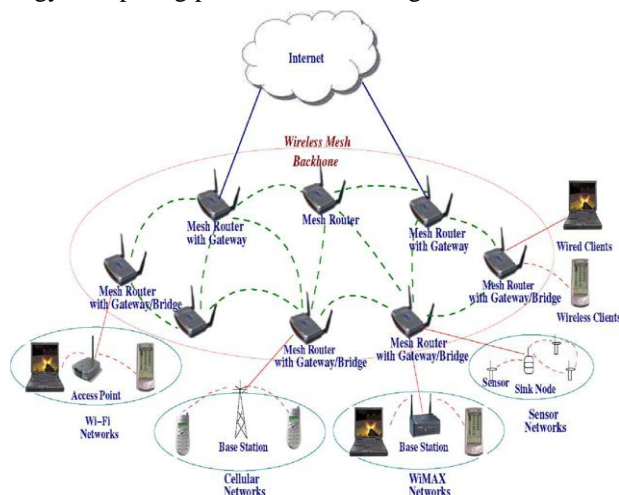 Internet
Wireless Mesh
Backbone
Mesh Router
with Gateway
Mesh Router
Mesh Router
with Gateway
Wired Clients
Mesh Router
with Gateway/Bridge
Mesh Router
with Gateway/Bridge
Wireless Clients
Mesh Router
with Gateway/Bridge
Mesh Router
with Gateway/Bridge
Access Point
Wi-Fi
Networks
Base Station
Cellular
Networks
Base Station
WiMAX
Networks
Sensor
Sink Node
Sensor
Networks